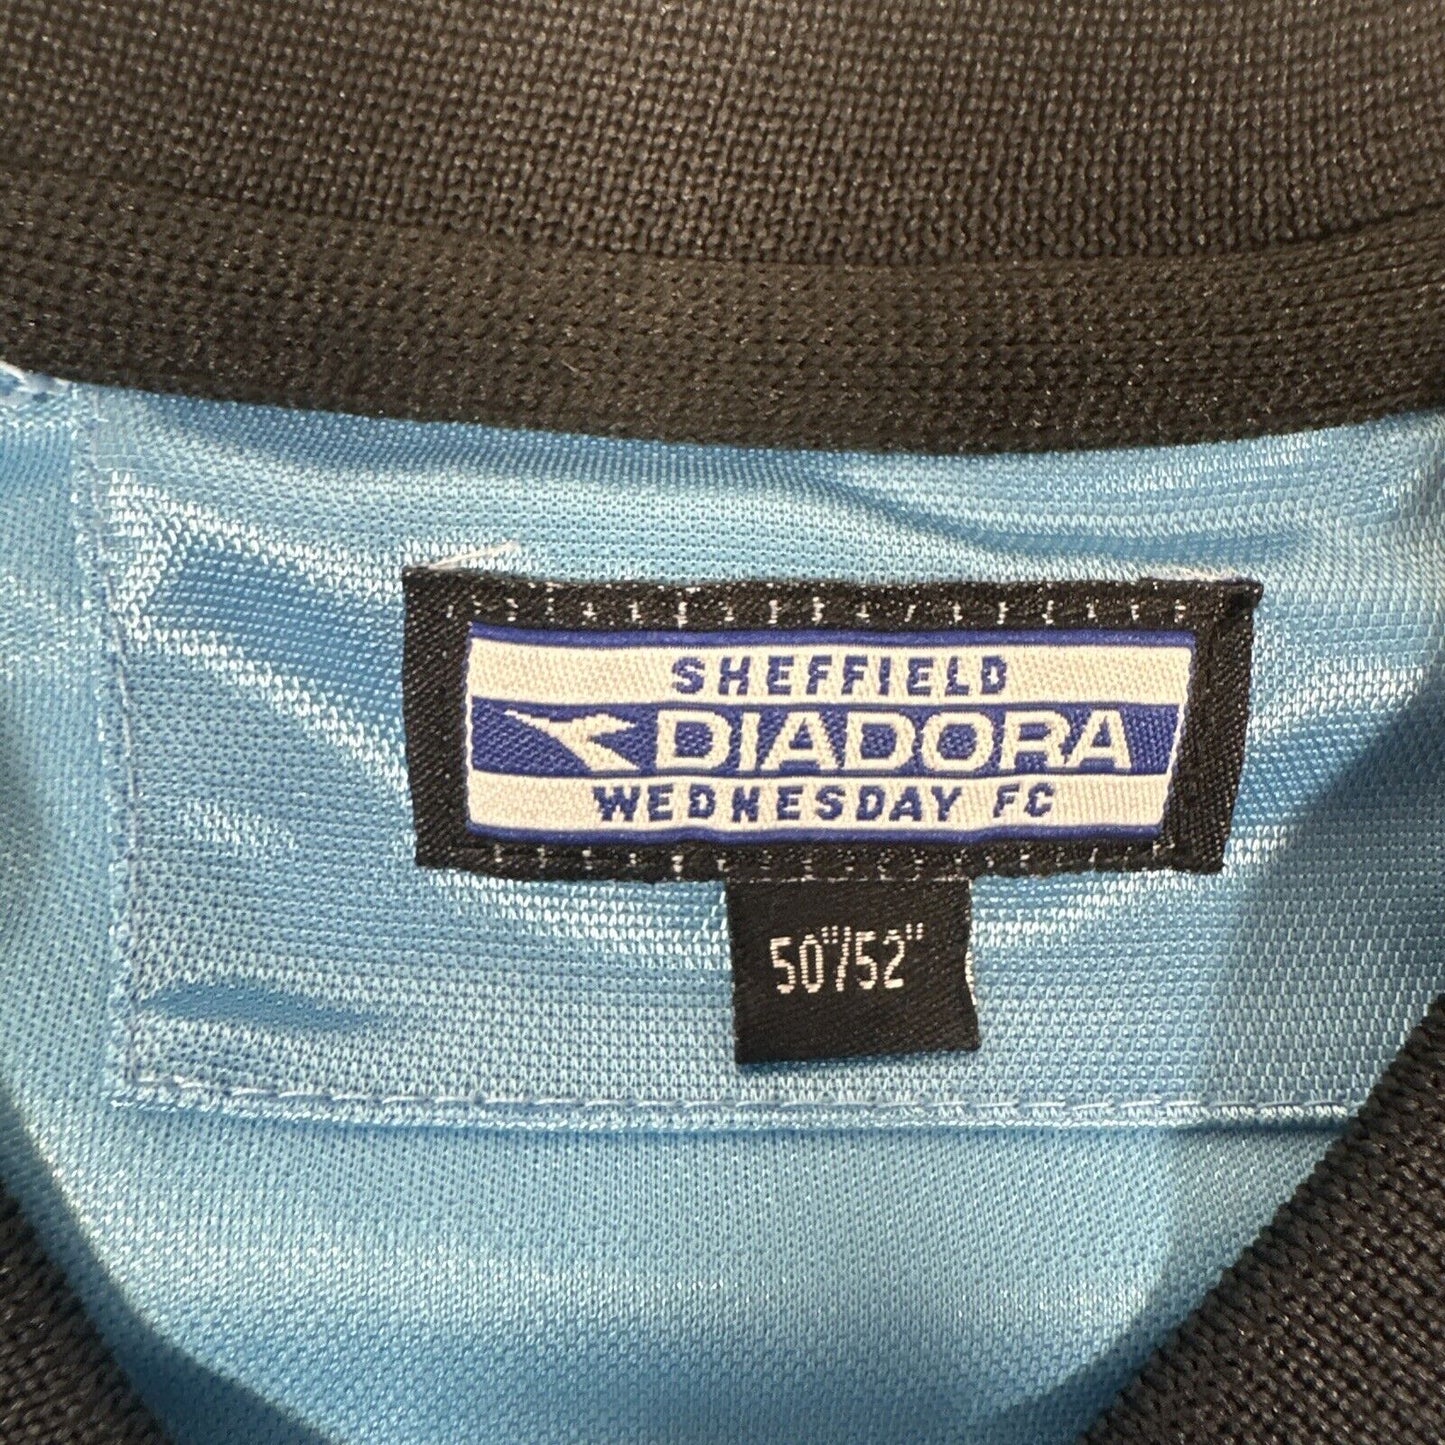 SHEFFIELD
DIADORA
WEDNESDAY FC
50"/52"